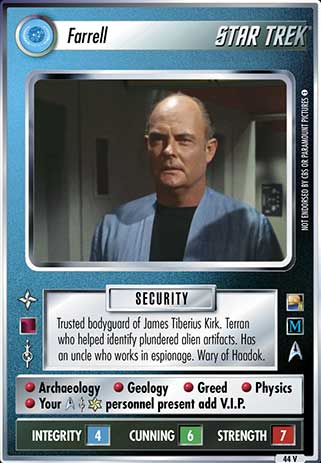 Farrell
STAR TREK
NOT ENDORSED BY CBS OR PARAMOUNT PICTURES
SECURITY
Trusted bodyguard of James Tiberius Kirk. Terran
who helped identify plundered alien artifacts. Has
an uncle who works in espionage. Wary of Haadok.
M
Archaeology Geology Greed Physics
Your personnel present add V.I.P.
INTEGRITY 4 CUNNING 6 STRENGTH 7
44 V